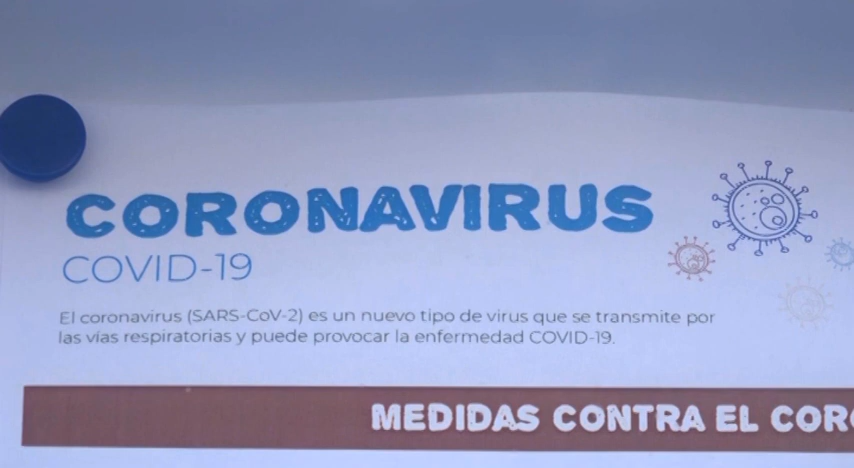 CORONAVIRUS
COVID-19
El coronavirus (SARS-CoV-2) es un nuevo tipo de virus que se transmite por
las vías respiratorias y puede provocar la enfermedad COVID-19.
MEDIDAS CONTRA EL CORO